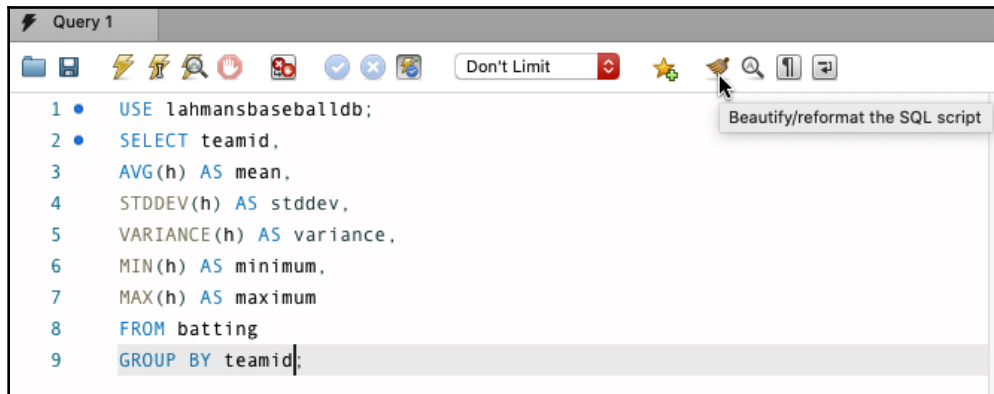 Query 1
Don't Limit
Beautify/reformat the SQL script
1 USE lahmansbaseballdb;
2 SELECT teamid,
3 AVG(h) AS mean,
4 STDDEV(h) AS stddev,
5 VARIANCE(h) AS variance,
6 MIN(h) AS minimum,
7 MAX(h) AS maximum
8 FROM batting
9 GROUP BY teamid;